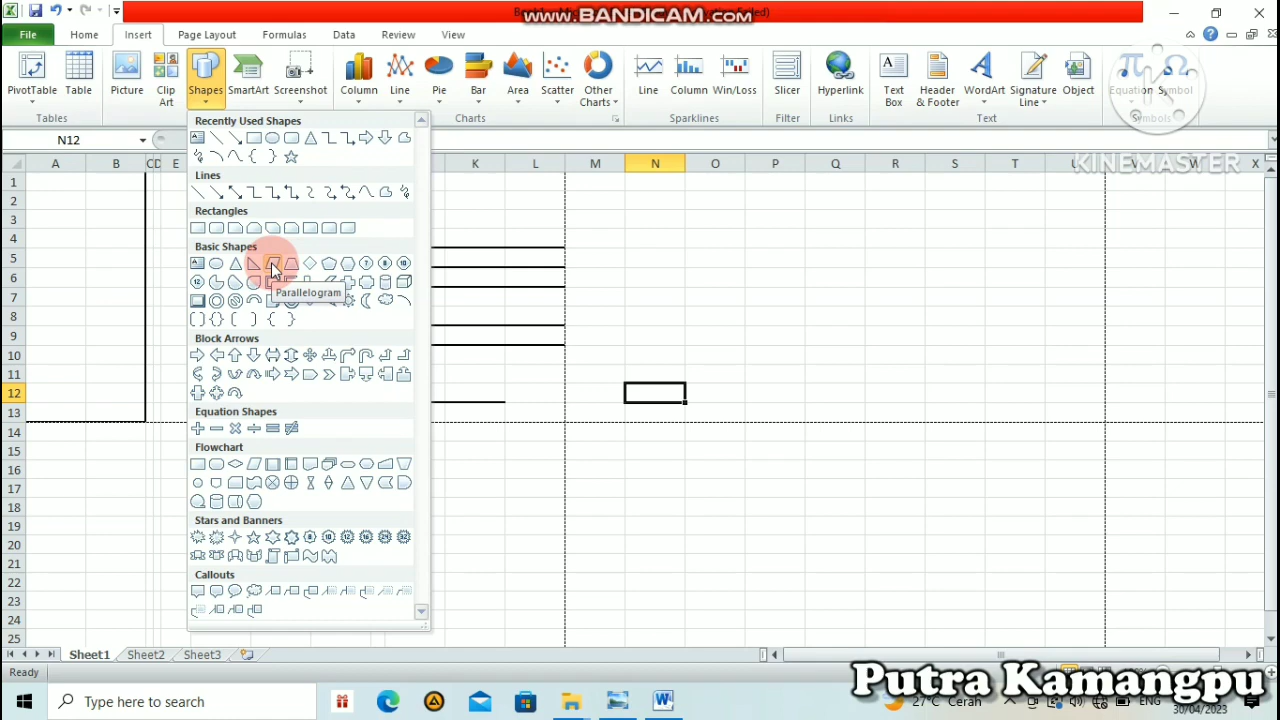 www.BANDICAM.com
File Home Insert Page Layout Formulas Data Review View
PivotTable Table Picture Clip Art Shapes SmartArt Screenshot Column Line Pie Bar Area Scatter Other Charts Line Column Win/Loss Slicer Hyperlink Text Box Header & Footer WordArt Signature Line Object Equation Symbol
Tables Charts Sparklines Filter Links Text Symbols
N12
KINEMASTER
A B C D E K L M N O P Q R S T U V W X
Recently Used Shapes
Lines
Rectangles
Basic Shapes
Parallelogram
Block Arrows
Equation Shapes
Flowchart
Stars and Banners
Callouts
1
2
3
4
5
6
7
8
9
10
11
12
13
14
15
16
17
18
19
20
21
22
23
24
25
Sheet1 Sheet2 Sheet3
Ready
Putra Kamangpu
Type here to search
27°C Cerah
ENG
30/04/2023